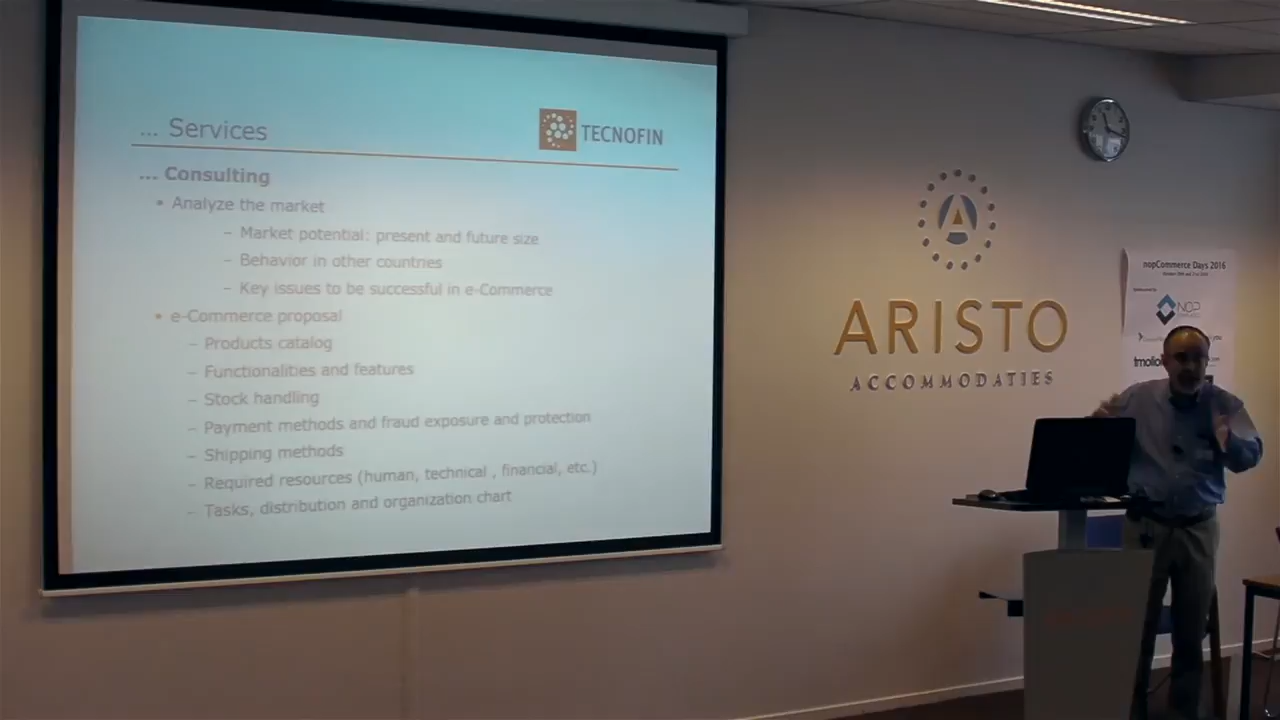 ... Services
TECNOFIN
... Consulting
• Analyze the market
– Market potential: present and future size
– Behavior in other countries
– Key issues to be successful in e-Commerce
• e-Commerce proposal
– Products catalog
– Functionalities and features
– Stock handling
– Payment methods and fraud exposure and protection
– Shipping methods
– Required resources (human, technical , financial, etc.)
– Tasks, distribution and organization chart
A
ARISTO
ACCOMMODATIES
nopCommerce Days 2016
NOP